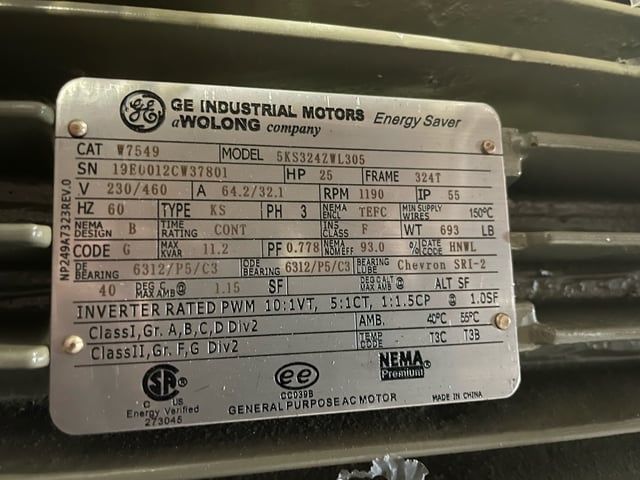 GE GE INDUSTRIAL MOTORS Energy Saver
a WOLONG company
CAT W7549 MODEL 5KS324ZWL305
SN 19E0012CW37801 HP 25 FRAME 324T
V 230/460 A 64.2/32.1 RPM 1190 IP 55
HZ 60 TYPE KS PH 3 NEMA ENCL TEFC MIN SUPPLY WIRES 150°C
NEMA DESIGN B TIME RATING CONT INS CLASS F WT 693 LB
CODE G MAX KVAR 11.2 PF 0.778 NEMA NOM EFF 93.0 % DATE CODE HNWL
DE BEARING 6312/P5/C3 ODE BEARING 6312/P5/C3 BEARING LUBE Chevron SRI-2
40 DEG C MAX AMB @ 1.15 SF DEG C ALT MAX AMB @ ALT SF
INVERTER RATED PWM 10:1VT, 5:1CT, 1:1.5CP @ 1.0SF
ClassI,Gr. A,B,C,D Div2 AMB. 40°C 55°C
ClassII,Gr. F,G Div2 TEMP CODE T3C T3B
SA ee NEMA Premium®
C US CC039B
Energy Verified GENERAL PURPOSE AC MOTOR MADE IN CHINA
273045
NP249A7323REV.0